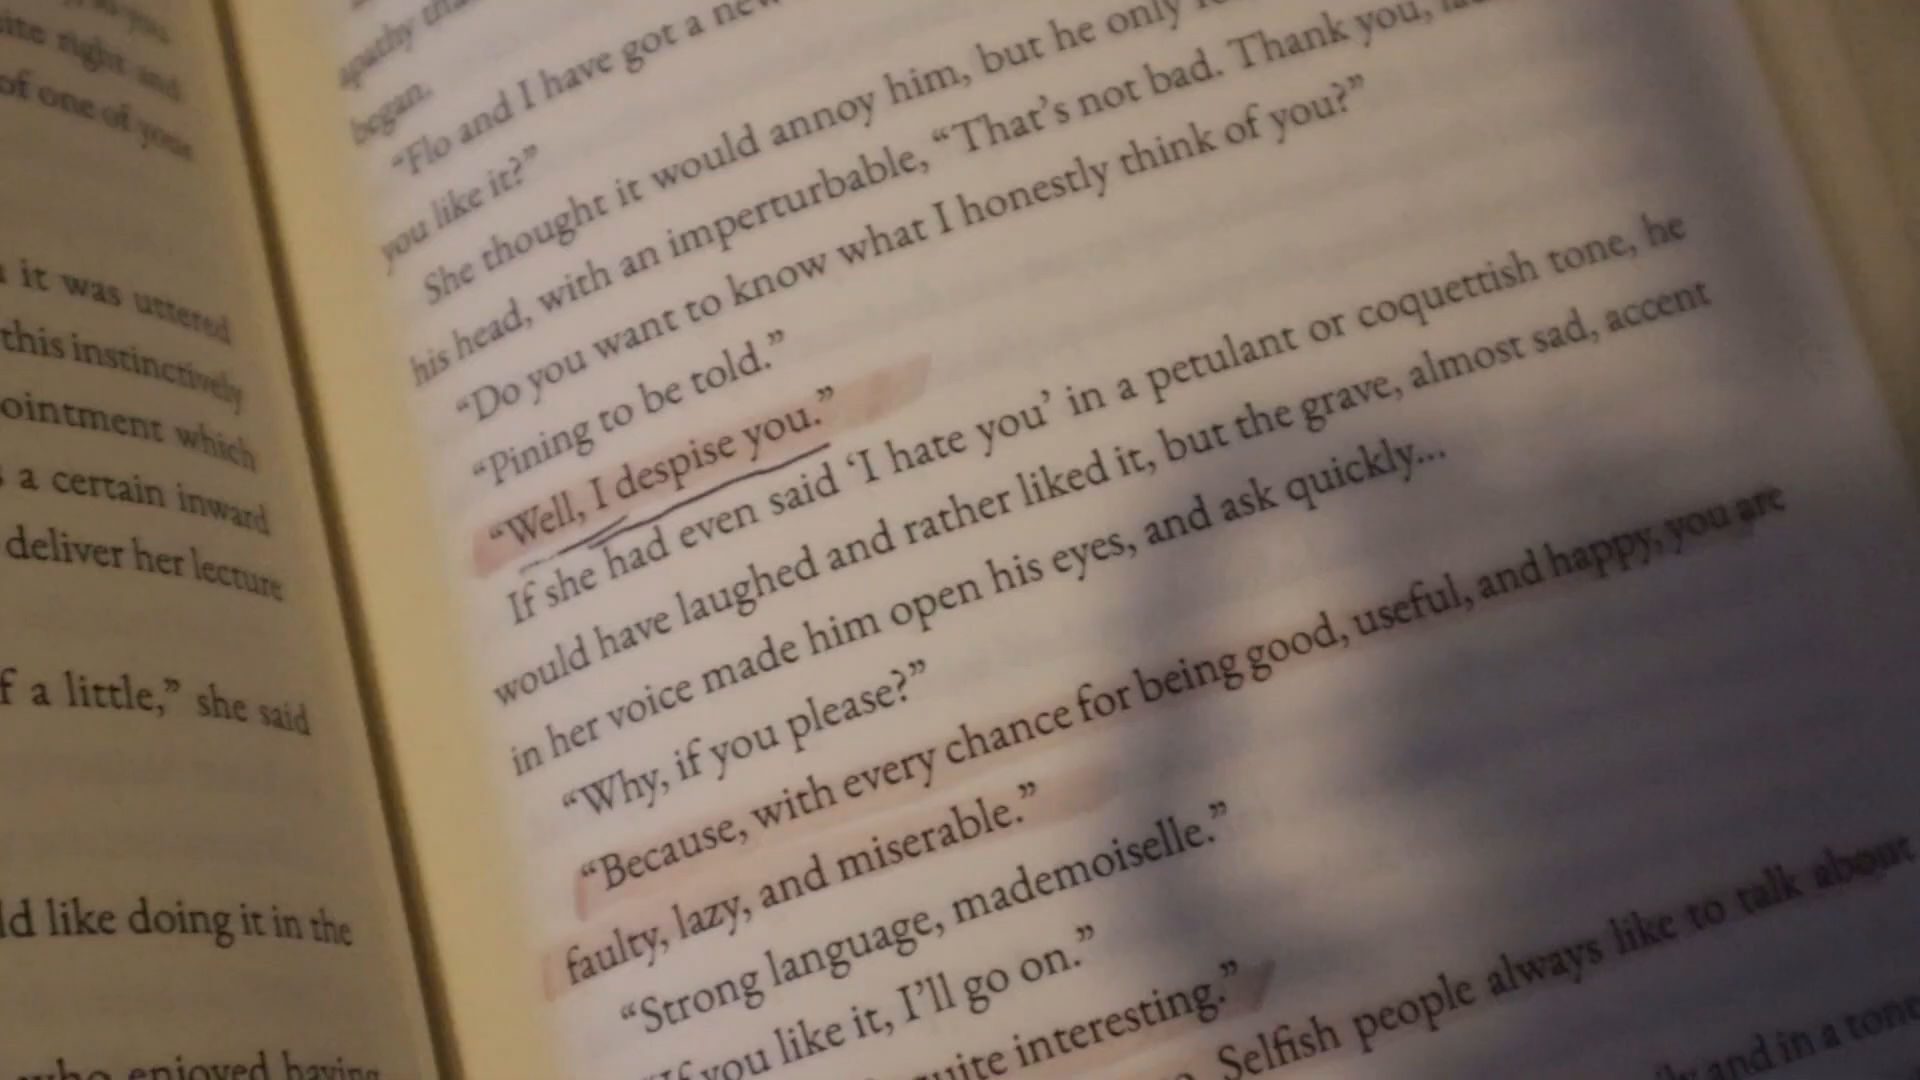 ite right and
of one of your
it was uttered
this instinctively
ointment which
a certain inward
deliver her lecture
f a little,” she said
ld like doing it in the
who enjoyed having
apathy
began.
“Flo and I have got a new
you like it?”
She thought it would annoy him, but he only
his head, with an imperturbable, “That’s not bad. Thank you,
“Do you want to know what I honestly think of you?”
“Pining to be told.”
“Well, I despise you.”
If she had even said ‘I hate you’ in a petulant or coquettish tone, he
would have laughed and rather liked it, but the grave, almost sad, accent
in her voice made him open his eyes, and ask quickly...
“Why, if you please?”
“Because, with every chance for being good, useful, and happy, you are
faulty, lazy, and miserable.”
“Strong language, mademoiselle.”
“If you like it, I’ll go on.”
uite interesting.”
Selfish people always like to talk about
and in a tone